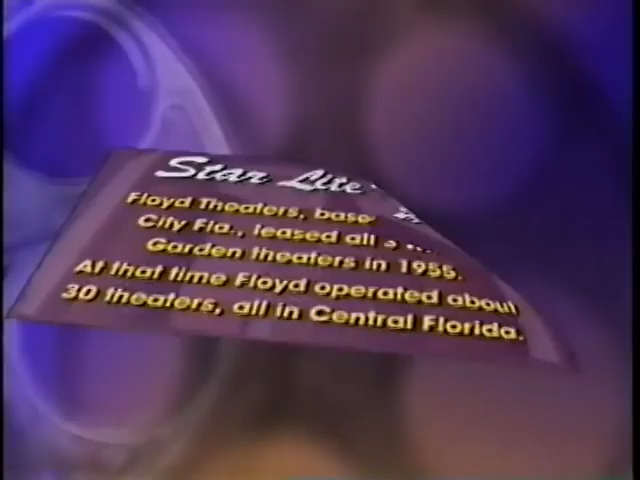 Star Lite
Floyd Theaters, base
City Fla., leased all
Garden theaters in 1955.
At that time Floyd operated about
30 theaters, all in Central Florida.